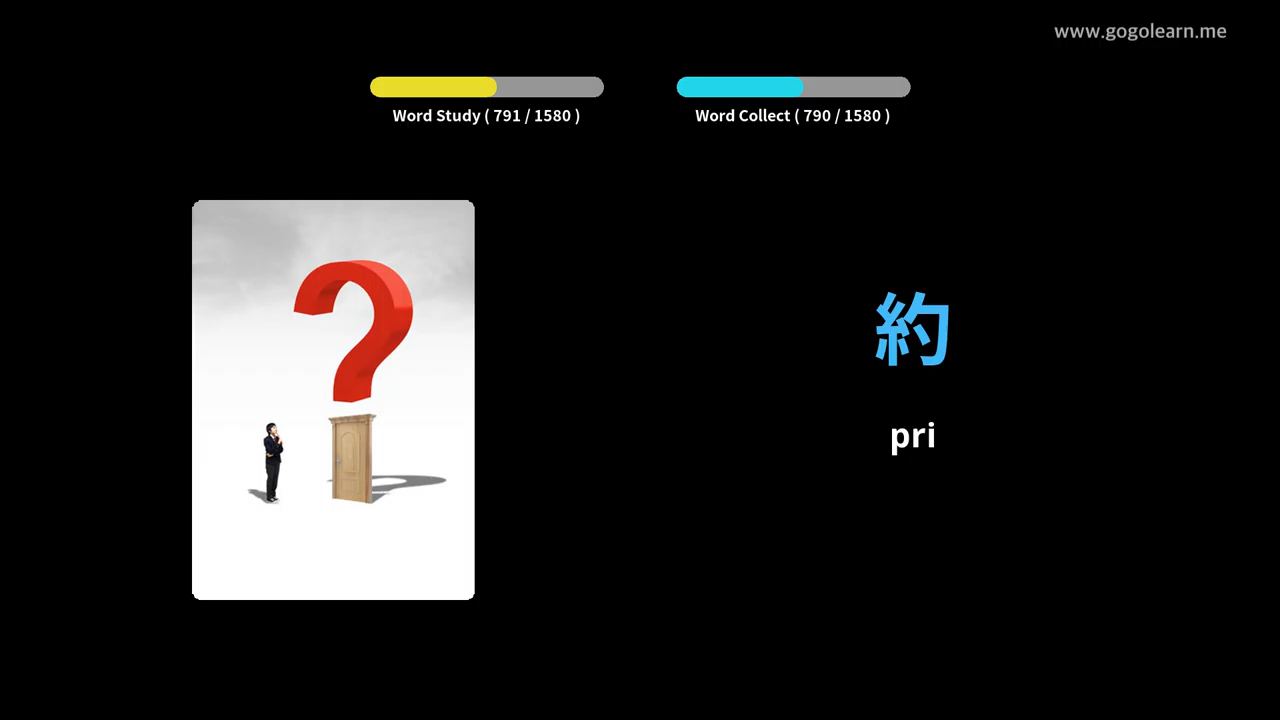 www.gogolearn.me
Word Study ( 791 / 1580 )
Word Collect ( 790 / 1580 )
?
約
pri